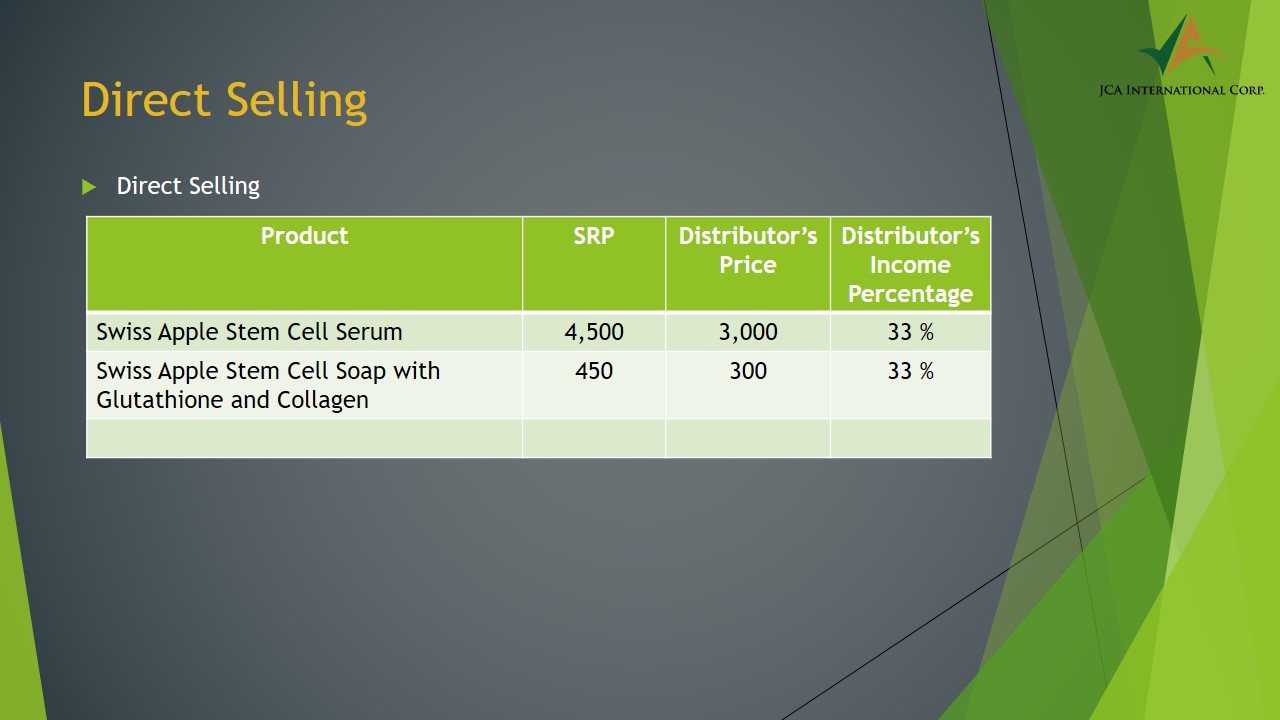 JCA INTERNATIONAL CORP.
Direct Selling
Direct Selling
Product SRP Distributor’s Price Distributor’s Income Percentage
Swiss Apple Stem Cell Serum 4,500 3,000 33 %
Swiss Apple Stem Cell Soap with 450 300 33 %
Glutathione and Collagen